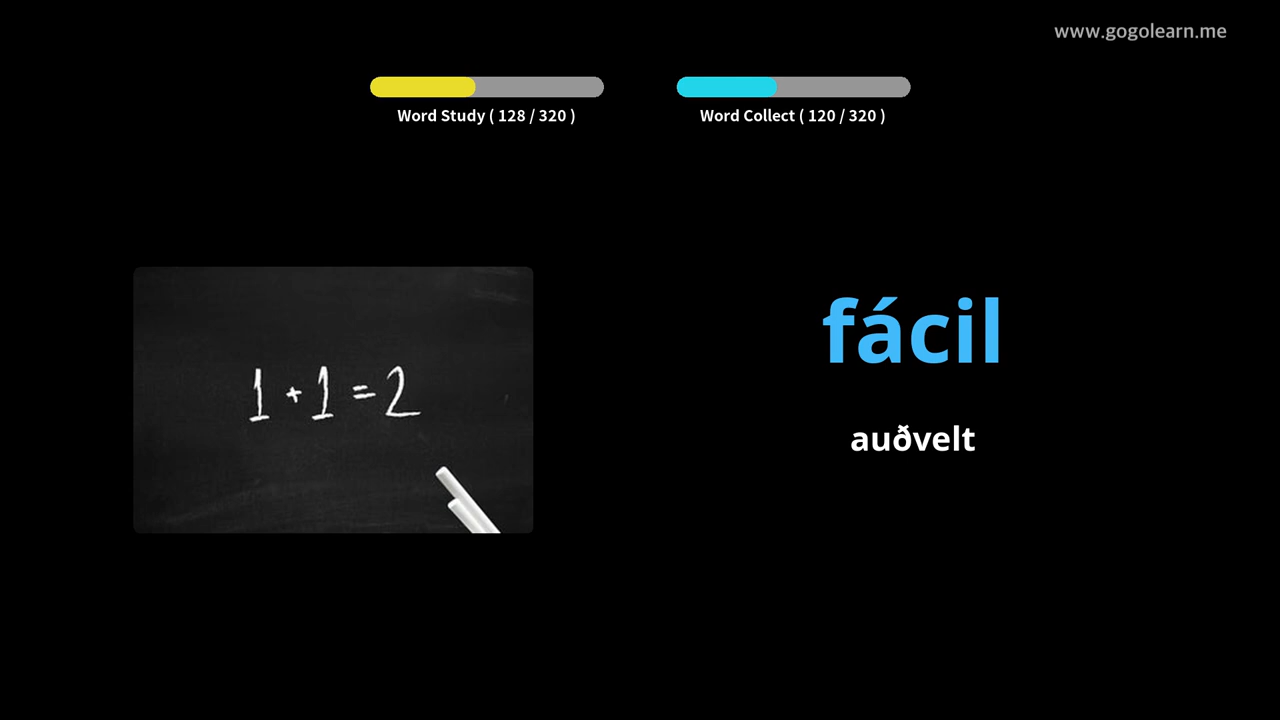 www.gogolearn.me
Word Study ( 128 / 320 )
Word Collect ( 120 / 320 )
1 + 1 = 2
fácil
auðvelt